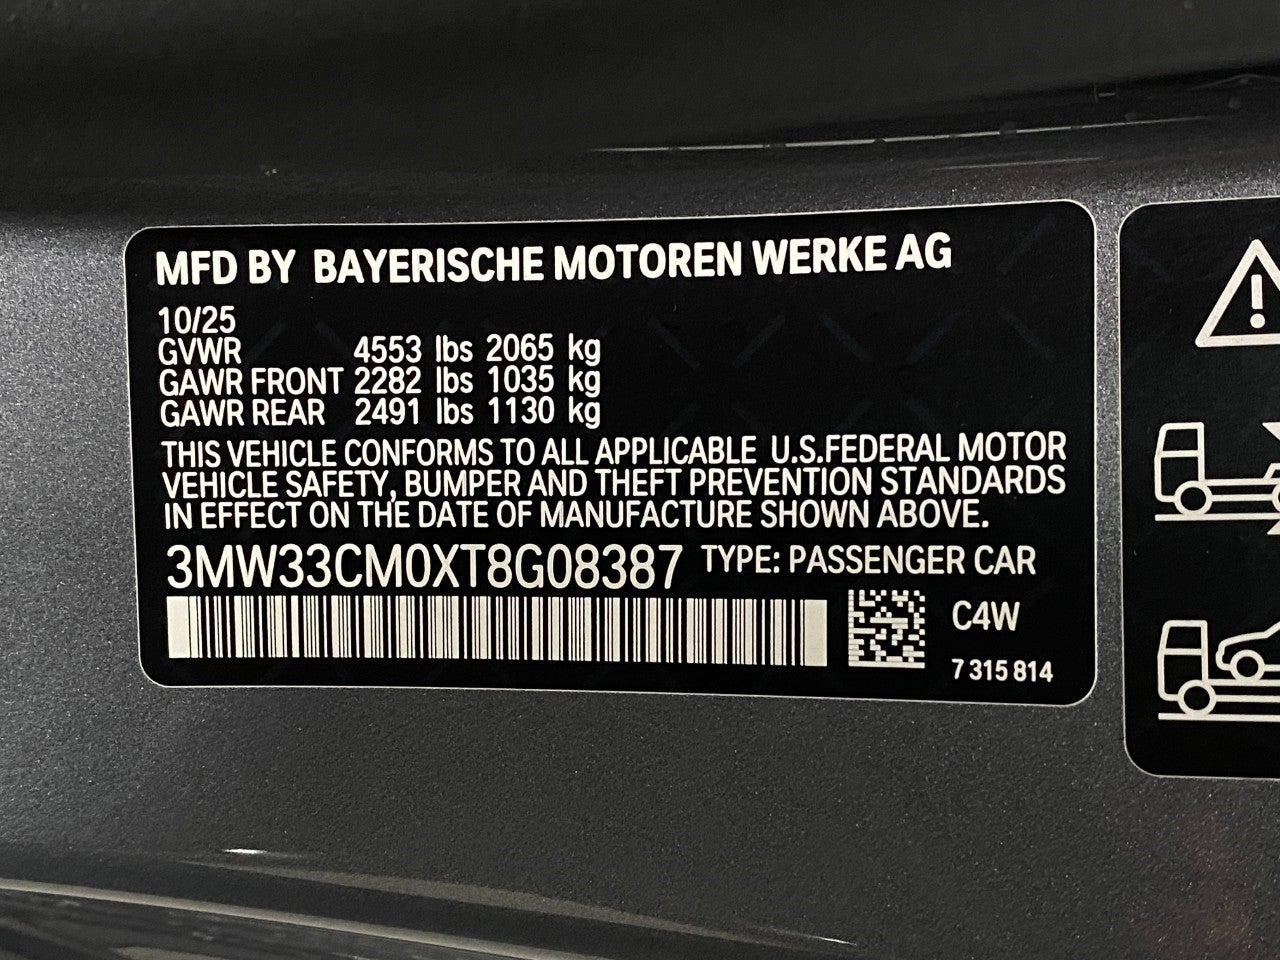 MFD BY BAYERISCHE MOTOREN WERKE AG
10/25
GVWR 4553 lbs 2065 kg
GAWR FRONT 2282 lbs 1035 kg
GAWR REAR 2491 lbs 1130 kg
THIS VEHICLE CONFORMS TO ALL APPLICABLE U.S.FEDERAL MOTOR
VEHICLE SAFETY, BUMPER AND THEFT PREVENTION STANDARDS
IN EFFECT ON THE DATE OF MANUFACTURE SHOWN ABOVE.
3MW33CM0XT8G08387 TYPE: PASSENGER CAR
C4W
7 315 814